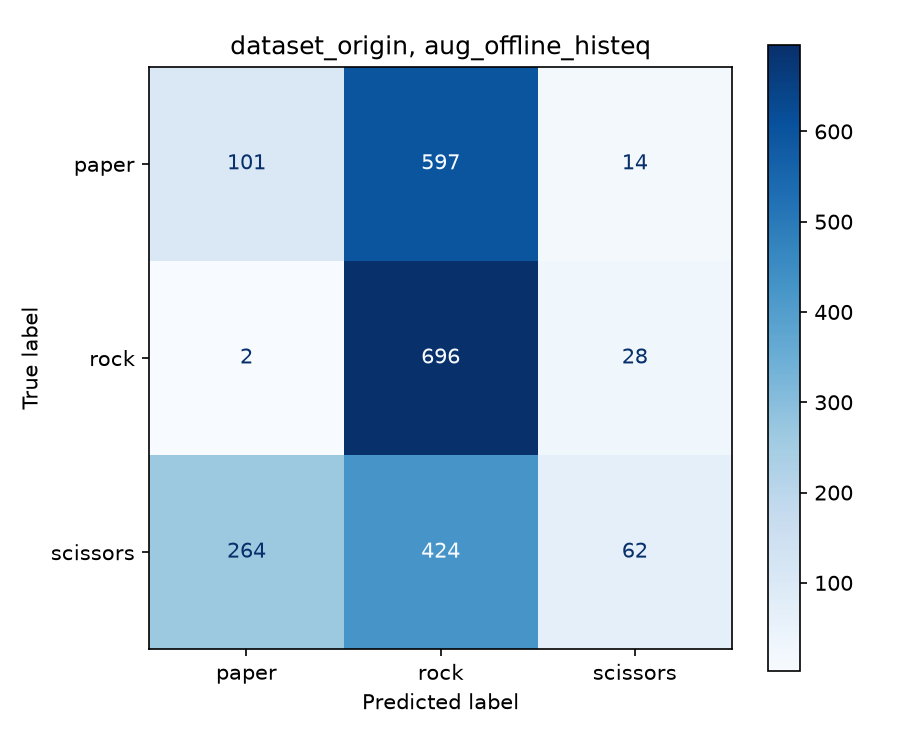 dataset_origin, aug_offline_histeq
True label
paper
101 597 14
rock
2 696 28
scissors
264 424 62
paper rock scissors
Predicted label
600
500
400
300
200
100